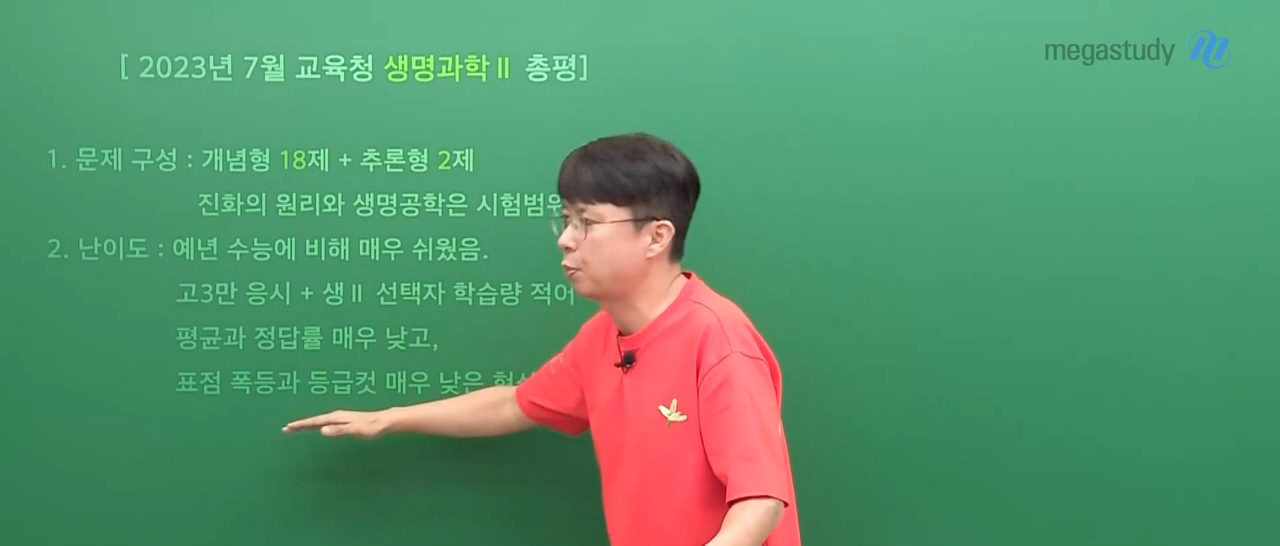 [ 2023년 7월 교육청 생명과학Ⅱ 총평]
megastudy
1. 문제 구성 : 개념형 18제 + 추론형 2제
진화의 원리와 생명공학은
2. 난이도 : 예년 수능에 비해 매우 쉬웠음.
고3만 응시 + 생Ⅱ 선택자 학습량 적어
평균과 정답률 매우 낮고,
표점 폭등과 등급컷 매우 낮은